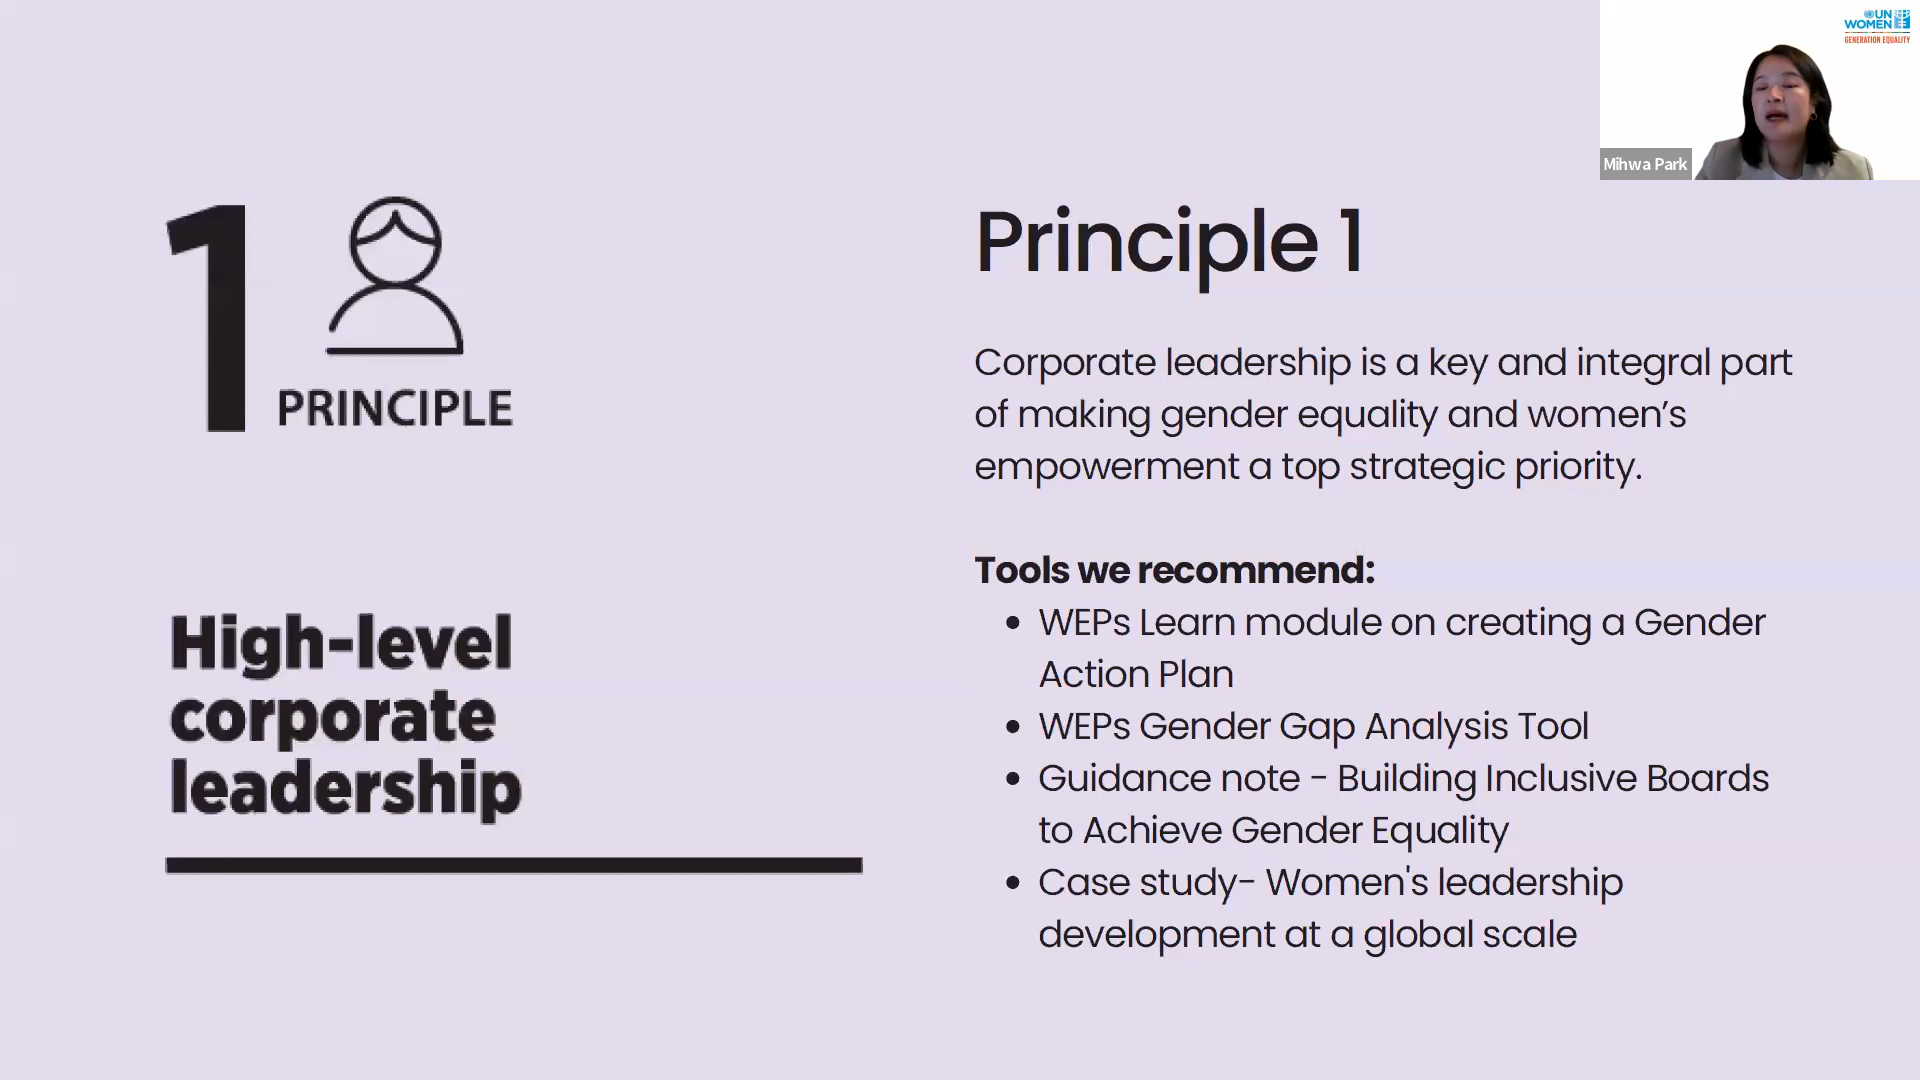 UN
WOMEN
GENERATION EQUALITY
Mihwa Park
1
PRINCIPLE
High-level
corporate
leadership
Principle 1
Corporate leadership is a key and integral part
of making gender equality and women’s
empowerment a top strategic priority.
Tools we recommend:
• WEPs Learn module on creating a Gender
Action Plan
• WEPs Gender Gap Analysis Tool
• Guidance note - Building Inclusive Boards
to Achieve Gender Equality
• Case study- Women's leadership
development at a global scale